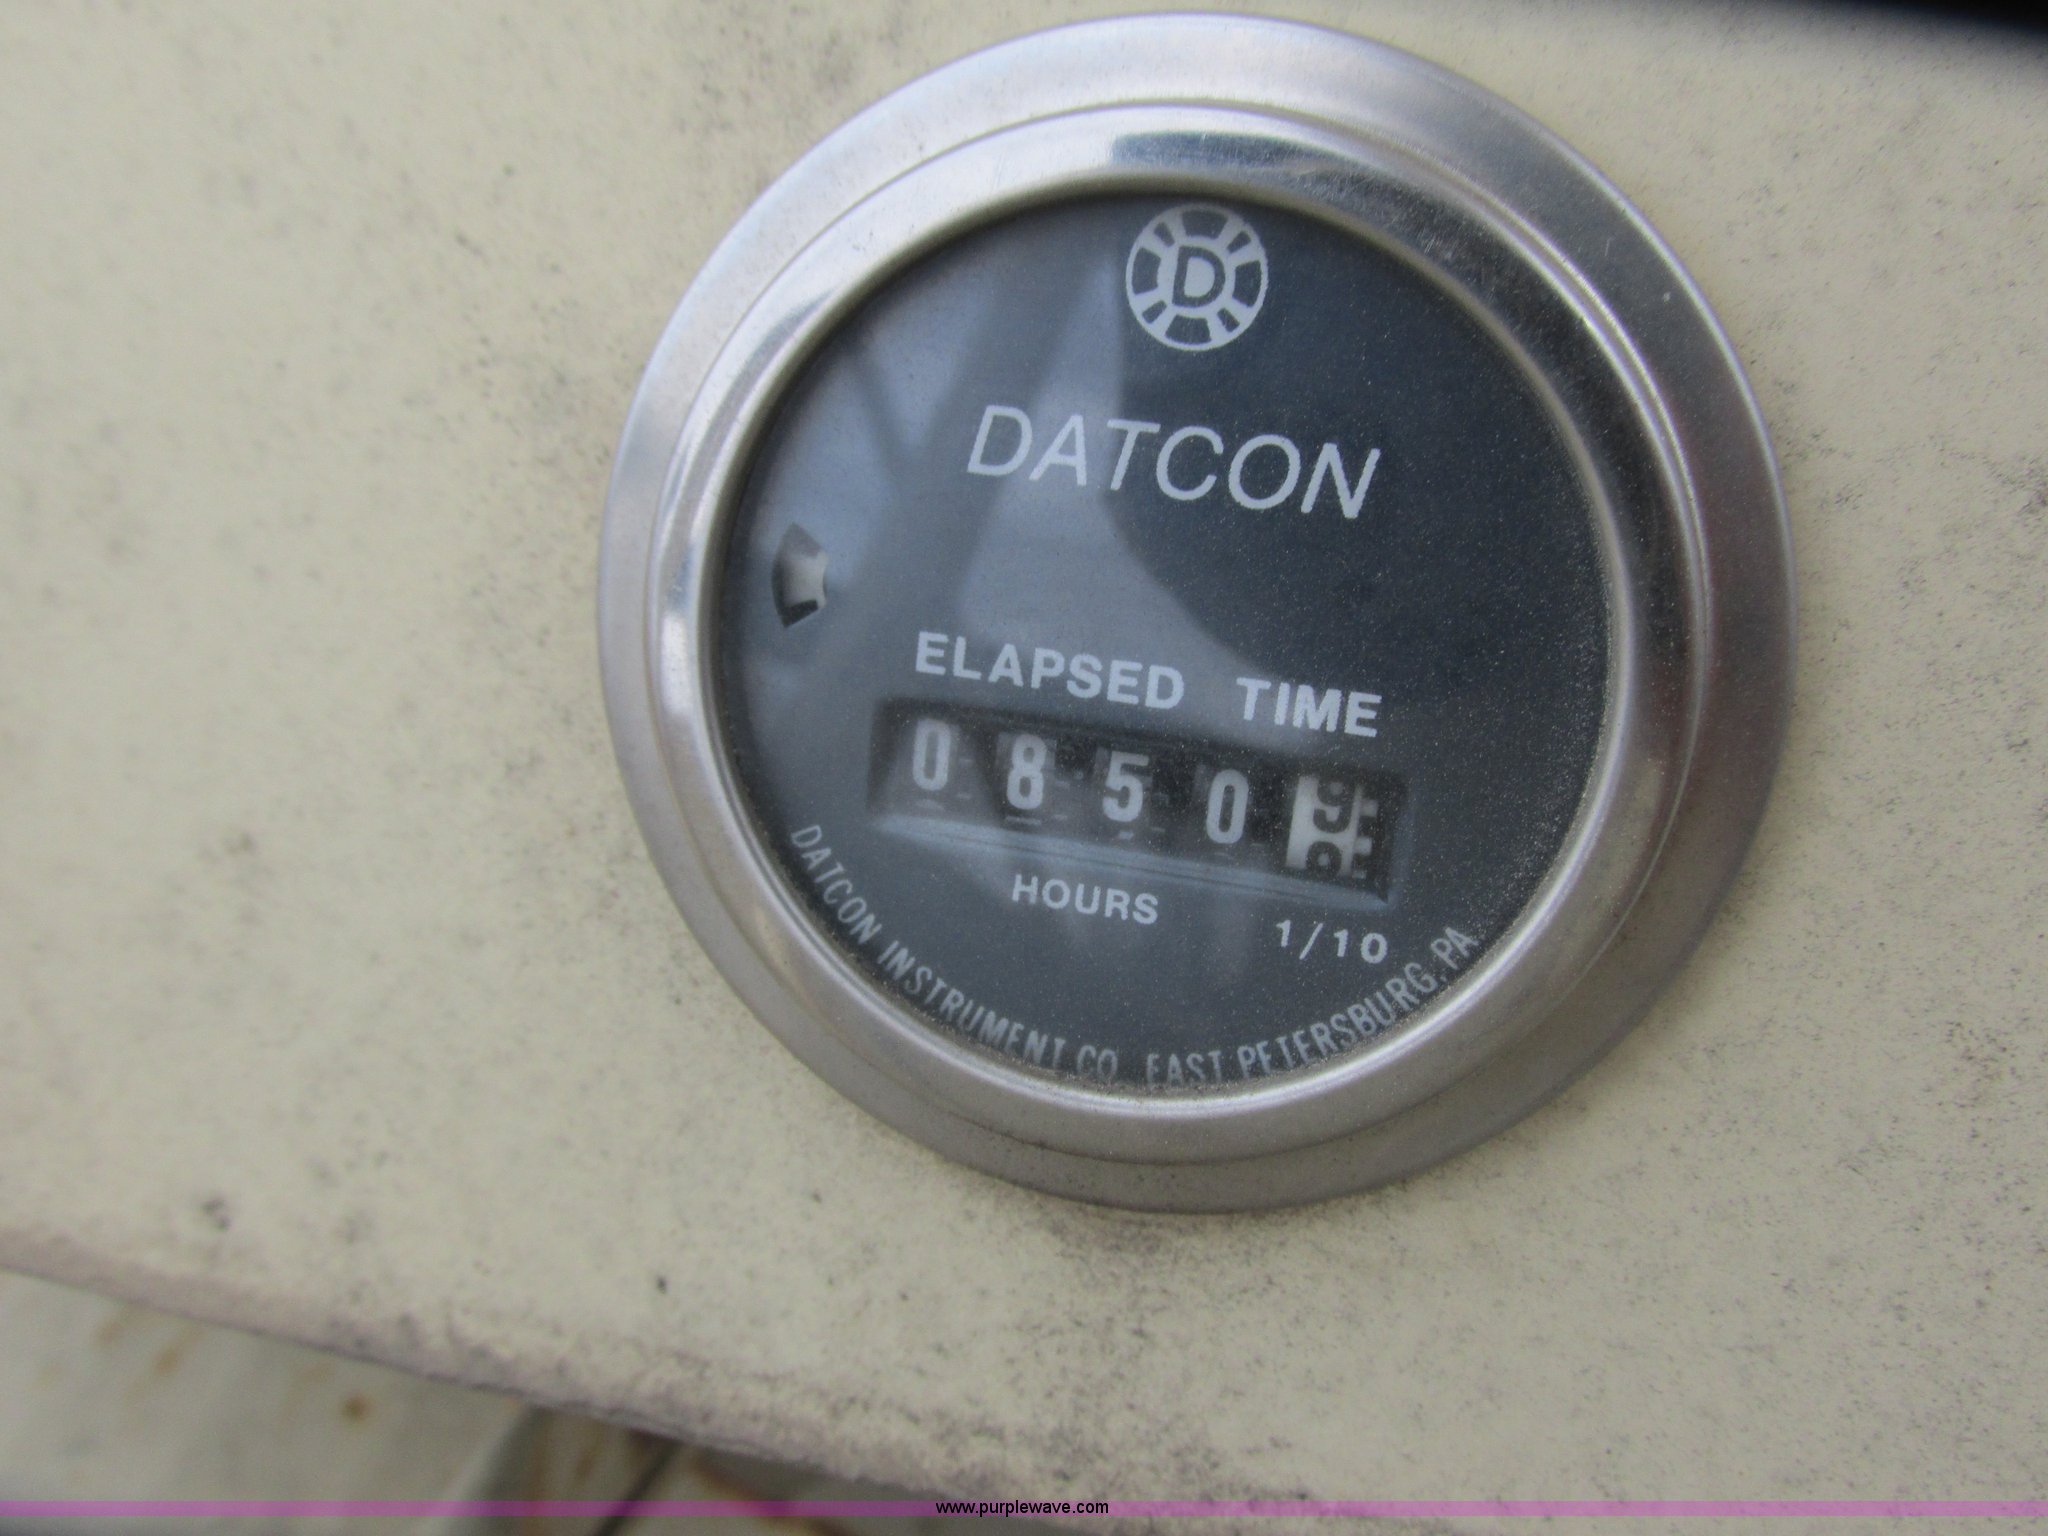 D
DATCON
ELAPSED TIME
0850
HOURS
1/10
DATCON INSTRUMENT CO EAST PETERSBURG, PA
www.purplewave.com